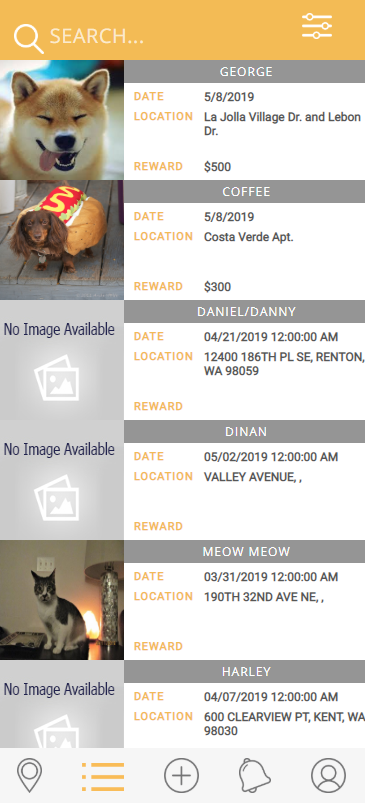 SEARCH...
GEORGE
DATE 5/8/2019
LOCATION La Jolla Village Dr. and Lebon
Dr.
REWARD $500
COFFEE
DATE 5/8/2019
LOCATION Costa Verde Apt.
REWARD $300
No Image Available
DANIEL/DANNY
DATE 04/21/2019 12:00:00 AM
LOCATION 12400 186TH PL SE, RENTON,
WA 98059
REWARD
No Image Available
DINAN
DATE 05/02/2019 12:00:00 AM
LOCATION VALLEY AVENUE, ,
REWARD
MEOW MEOW
DATE 03/31/2019 12:00:00 AM
LOCATION 190TH 32ND AVE NE, ,
REWARD
No Image Available
HARLEY
DATE 04/07/2019 12:00:00 AM
LOCATION 600 CLEARVIEW PT, KENT, WA
98030